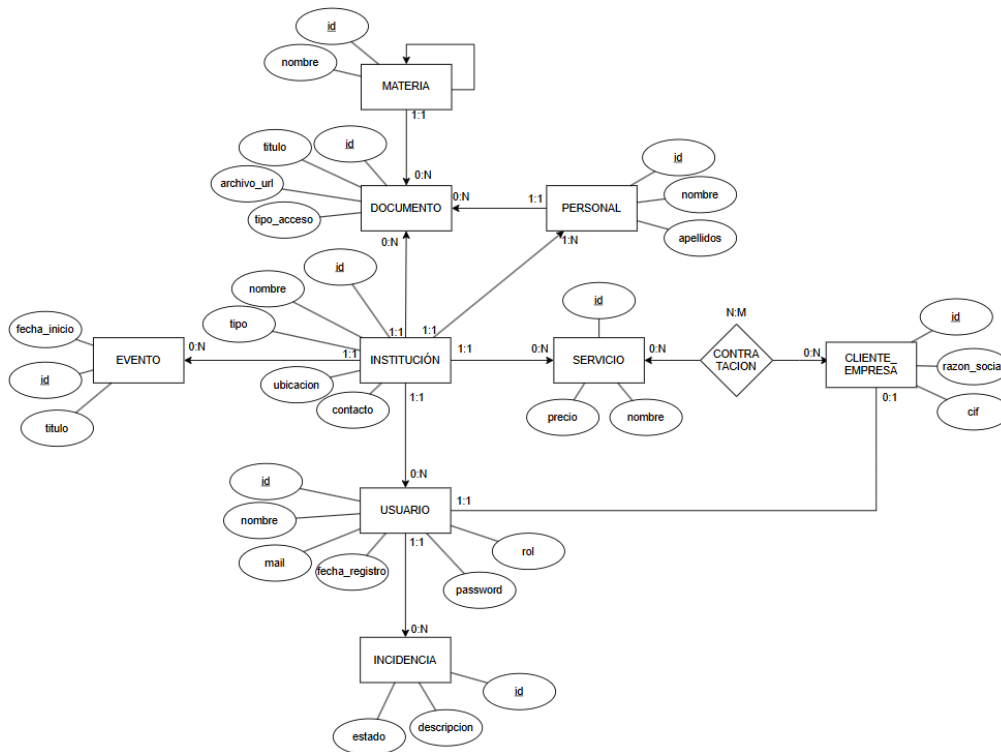 id
nombre
MATERIA
1:1
titulo
id
archivo_url
tipo_acceso
0:N
DOCUMENTO
0:N
0:N
1:1
PERSONAL
1:N
id
nombre
apellidos
id
nombre
tipo
ubicacion
contacto
1:1
1:1
1:1
INSTITUCIÓN
1:1
1:1
fecha_inicio
id
titulo
EVENTO
0:N
id
0:N
SERVICIO
0:N
precio
nombre
N:M
CONTRA
TACION
0:N
CLIENTE_
EMPRESA
0:1
id
razon_social
cif
0:N
id
nombre
mail
fecha_registro
USUARIO
1:1
1:1
rol
password
0:N
INCIDENCIA
id
estado
descripcion